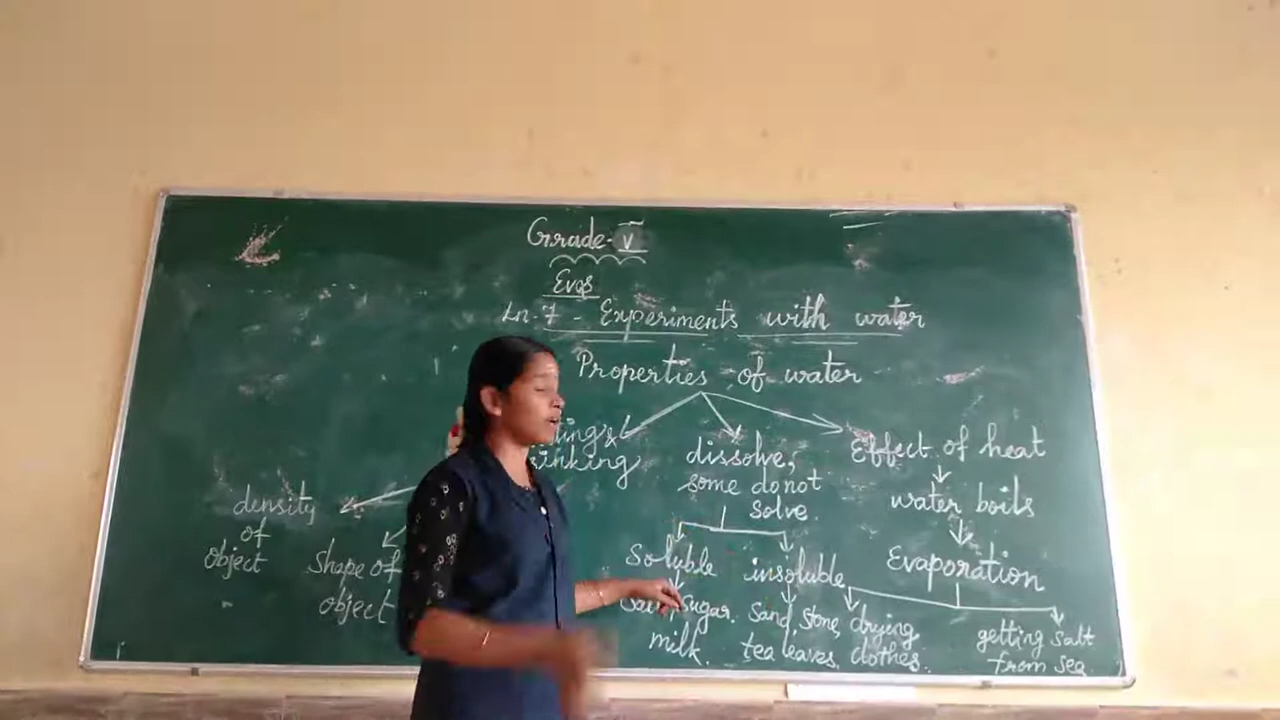 Grade-V
Evs
Ln.7 - Experiments with water
Properties of water
dissolve,
some do not
solve.
Effect of heat
water boils
Evaporation
density
of
object
Shape of
object
Soluble
Sugar.
milk.
insoluble
Sand, stone,
tea leaves.
drying
clothes.
getting salt
from sea